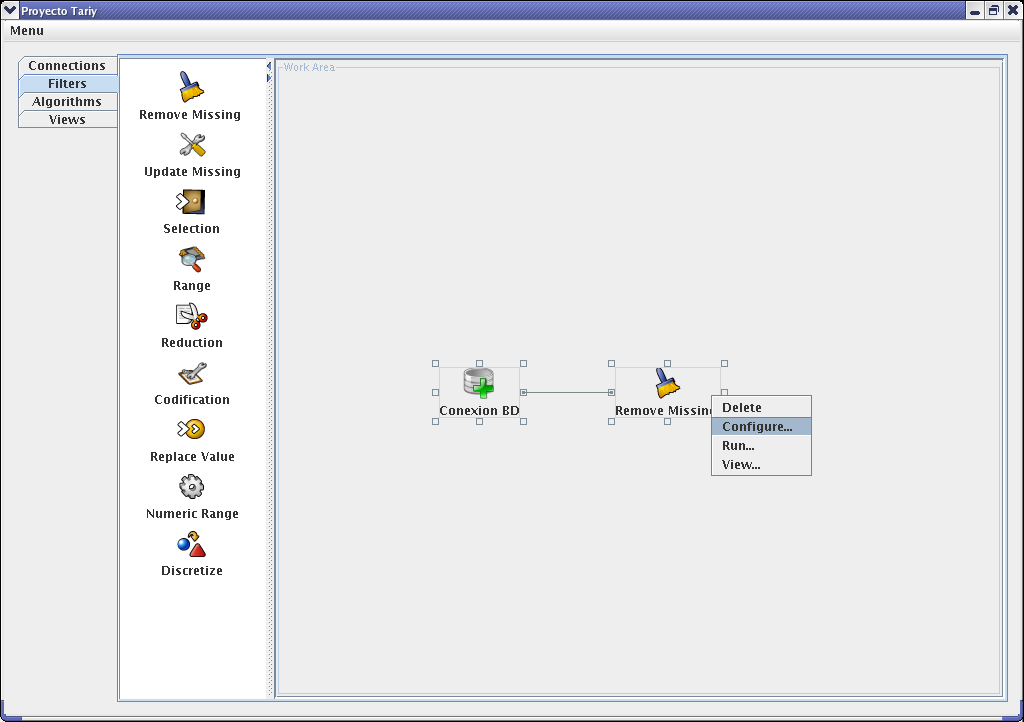 Proyecto Tariy
Menu
Connections
Filters
Algorithms
Views
Remove Missing
Update Missing
Selection
Range
Reduction
Codification
Replace Value
Numeric Range
Discretize
Work Area
Conexion BD
Remove Missing
Delete
Configure...
Run...
View...